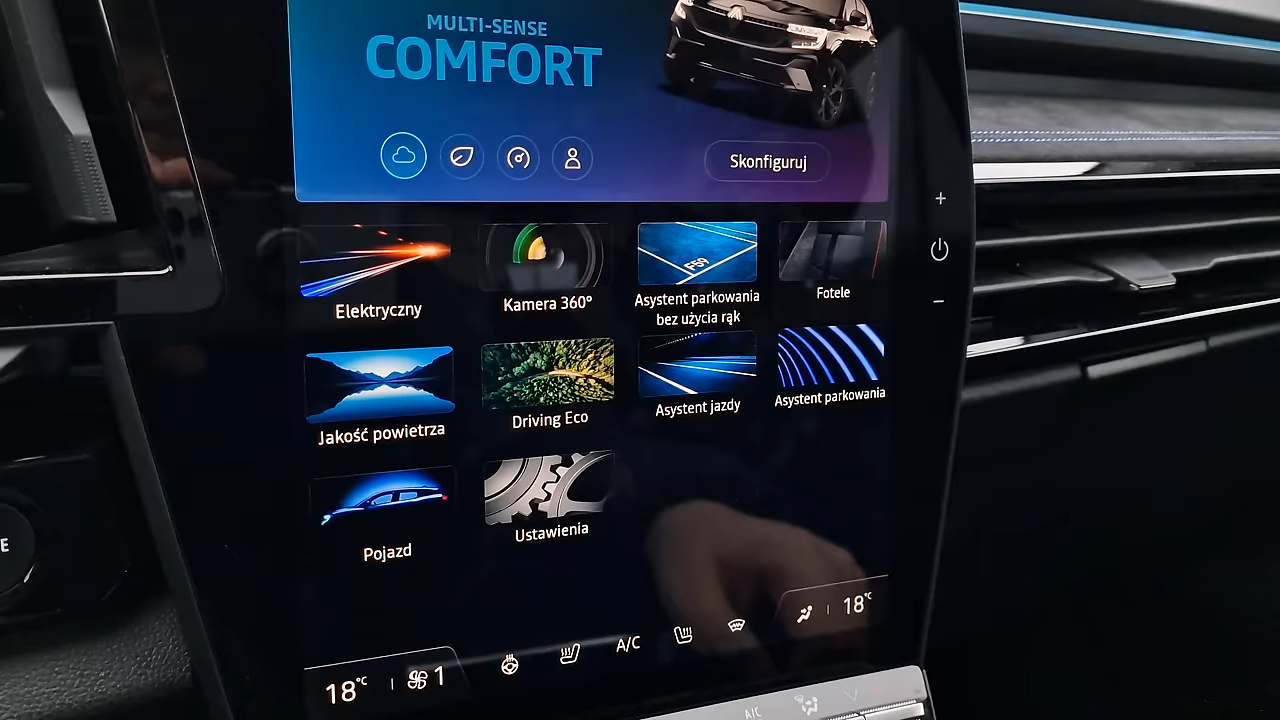 MULTI-SENSE
COMFORT
Skonfiguruj
Elektryczny
Kamera 360°
F59
Asystent parkowania
bez użycia rąk
Fotele
Jakość powietrza
Driving Eco
Asystent jazdy
Asystent parkowania
Pojazd
Ustawienia
E
18°C
1
A/C
18°C
A/C